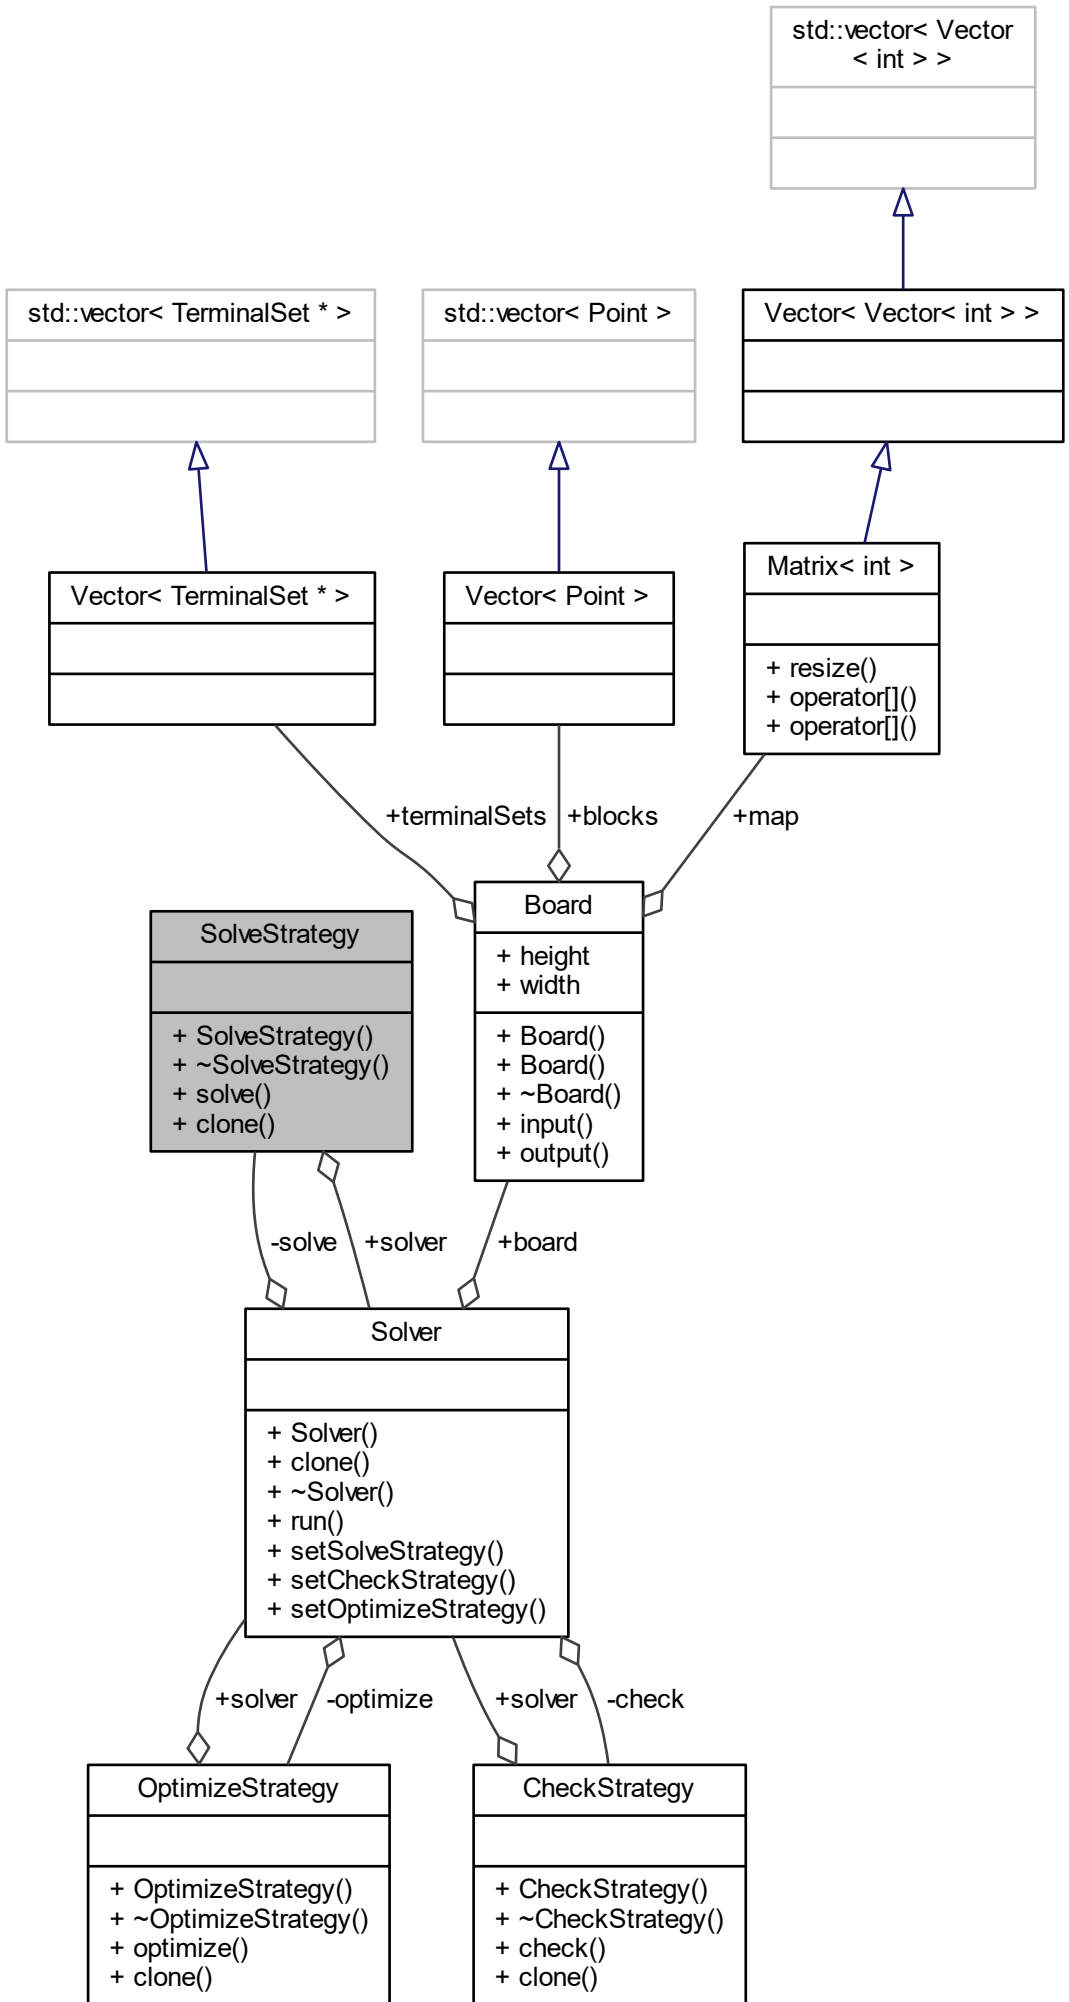 std::vector< Vector
< int > >
std::vector< TerminalSet * >
std::vector< Point >
Vector< Vector< int > >
Matrix< int >
+ resize()
+ operator[]()
+ operator[]()
Vector< TerminalSet * >
Vector< Point >
+terminalSets
+blocks
+map
Board
+ height
+ width
+ Board()
+ Board()
+ ~Board()
+ input()
+ output()
SolveStrategy
+ SolveStrategy()
+ ~SolveStrategy()
+ solve()
+ clone()
-solve
+solver
+board
Solver
+ Solver()
+ clone()
+ ~Solver()
+ run()
+ setSolveStrategy()
+ setCheckStrategy()
+ setOptimizeStrategy()
+solver
-optimize
+solver
-check
OptimizeStrategy
+ OptimizeStrategy()
+ ~OptimizeStrategy()
+ optimize()
+ clone()
CheckStrategy
+ CheckStrategy()
+ ~CheckStrategy()
+ check()
+ clone()